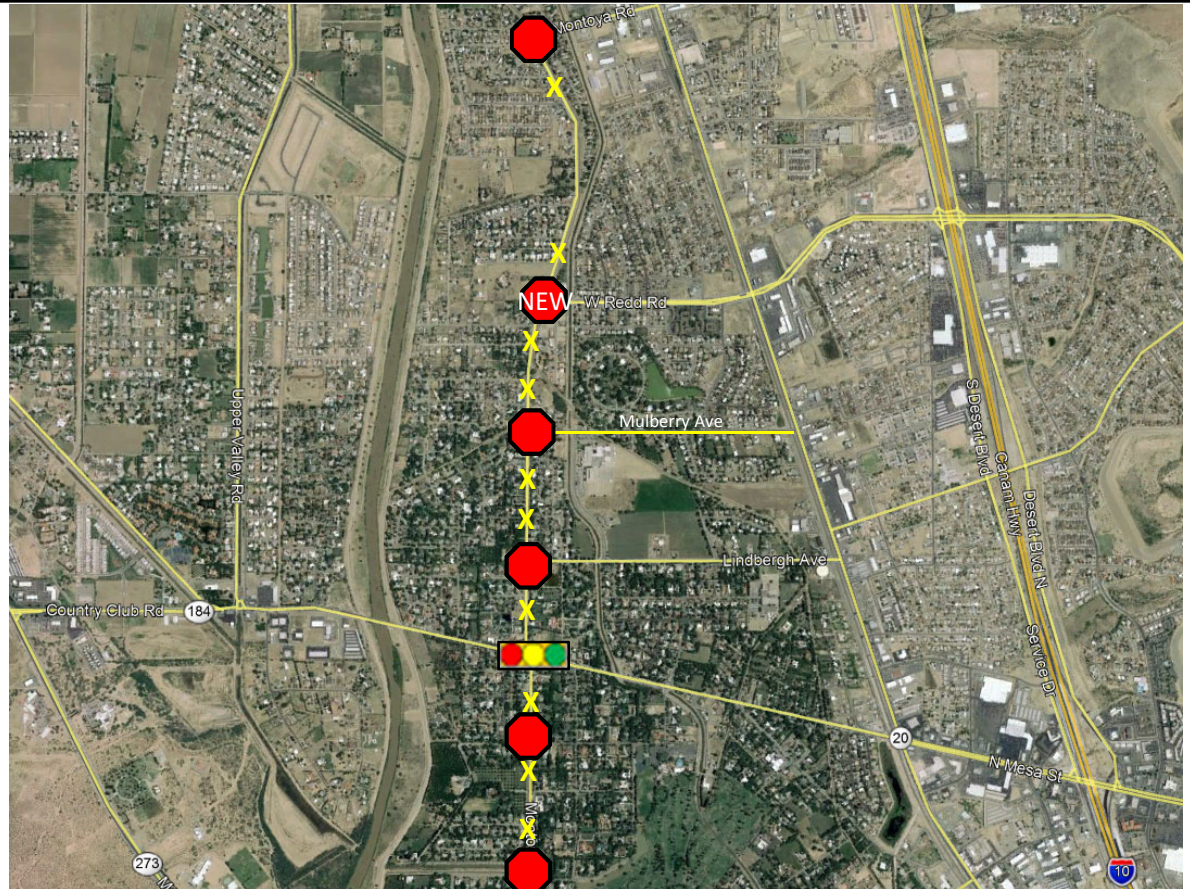 Montoya Rd
NEW
W Redd Rd
Mulberry Ave
Upper Valley Rd
S Desert Blvd
Canam Hwy
Desert Blvd N
Lindbergh Ave
Country Club Rd
184
Service Dr
20
N Mesa St
273
10
X
X
X
X
X
X
X
X
X
X